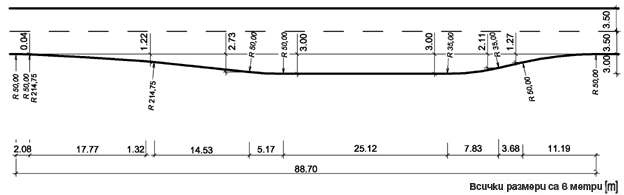 3.50
0.04
1.22
2.73
R 50,00
R 50,00
3.00
3.00
R 35,00
2.11
R 35,00
1.27
3.50
3.00
R 50,00
R 50,00
R 214,75
R 214,75
R 50,00
R 50,00
2.08 17.77 1.32 14.53 5.17 25.12 7.83 3.68 11.19
88.70
Всички размери са в метри [m]